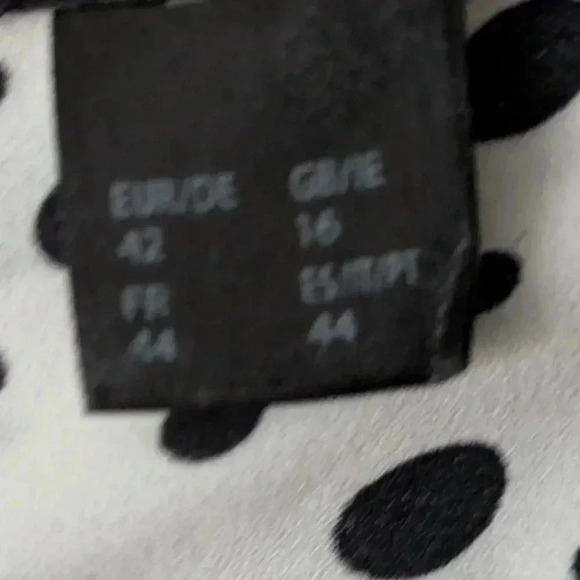 EUR/DE GB/IE
42 16
FR ES/IT/PT
44 44